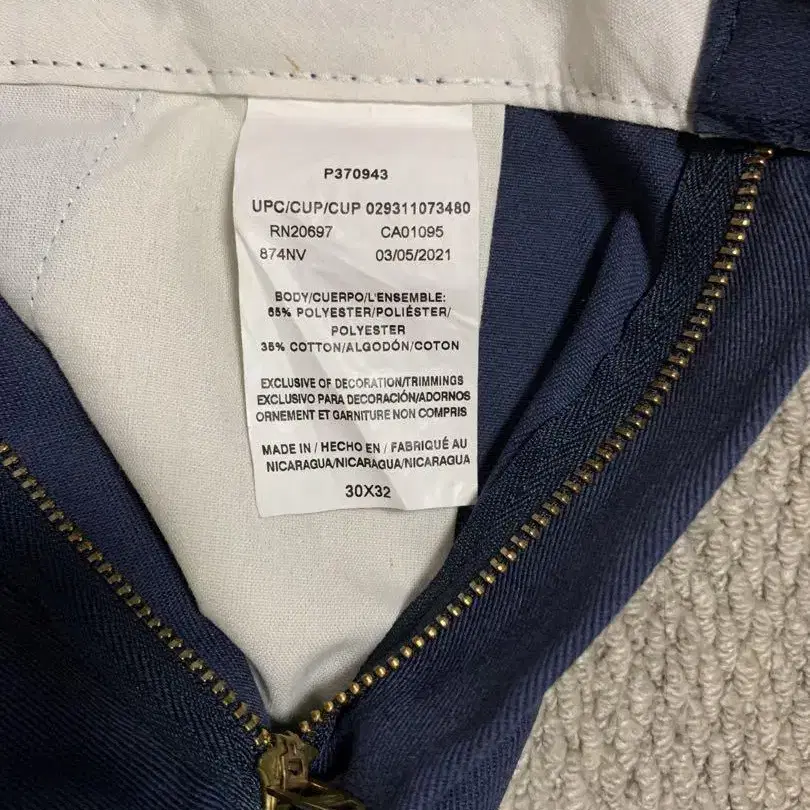 P370943
UPC/CUP/CUP 029311073480
RN20697 CA01095
874NV 03/05/2021
BODY/CUERPO/L'ENSEMBLE:
65% POLYESTER/POLIÉSTER/
POLYESTER
35% COTTON/ALGODÓN/COTON
EXCLUSIVE OF DECORATION/TRIMMINGS
EXCLUSIVO PARA DECORACIÓN/ADORNOS
ORNEMENT ET GARNITURE NON COMPRIS
MADE IN / HECHO EN / FABRIQUÉ AU
NICARAGUA/NICARAGUA/NICARAGUA
30X32